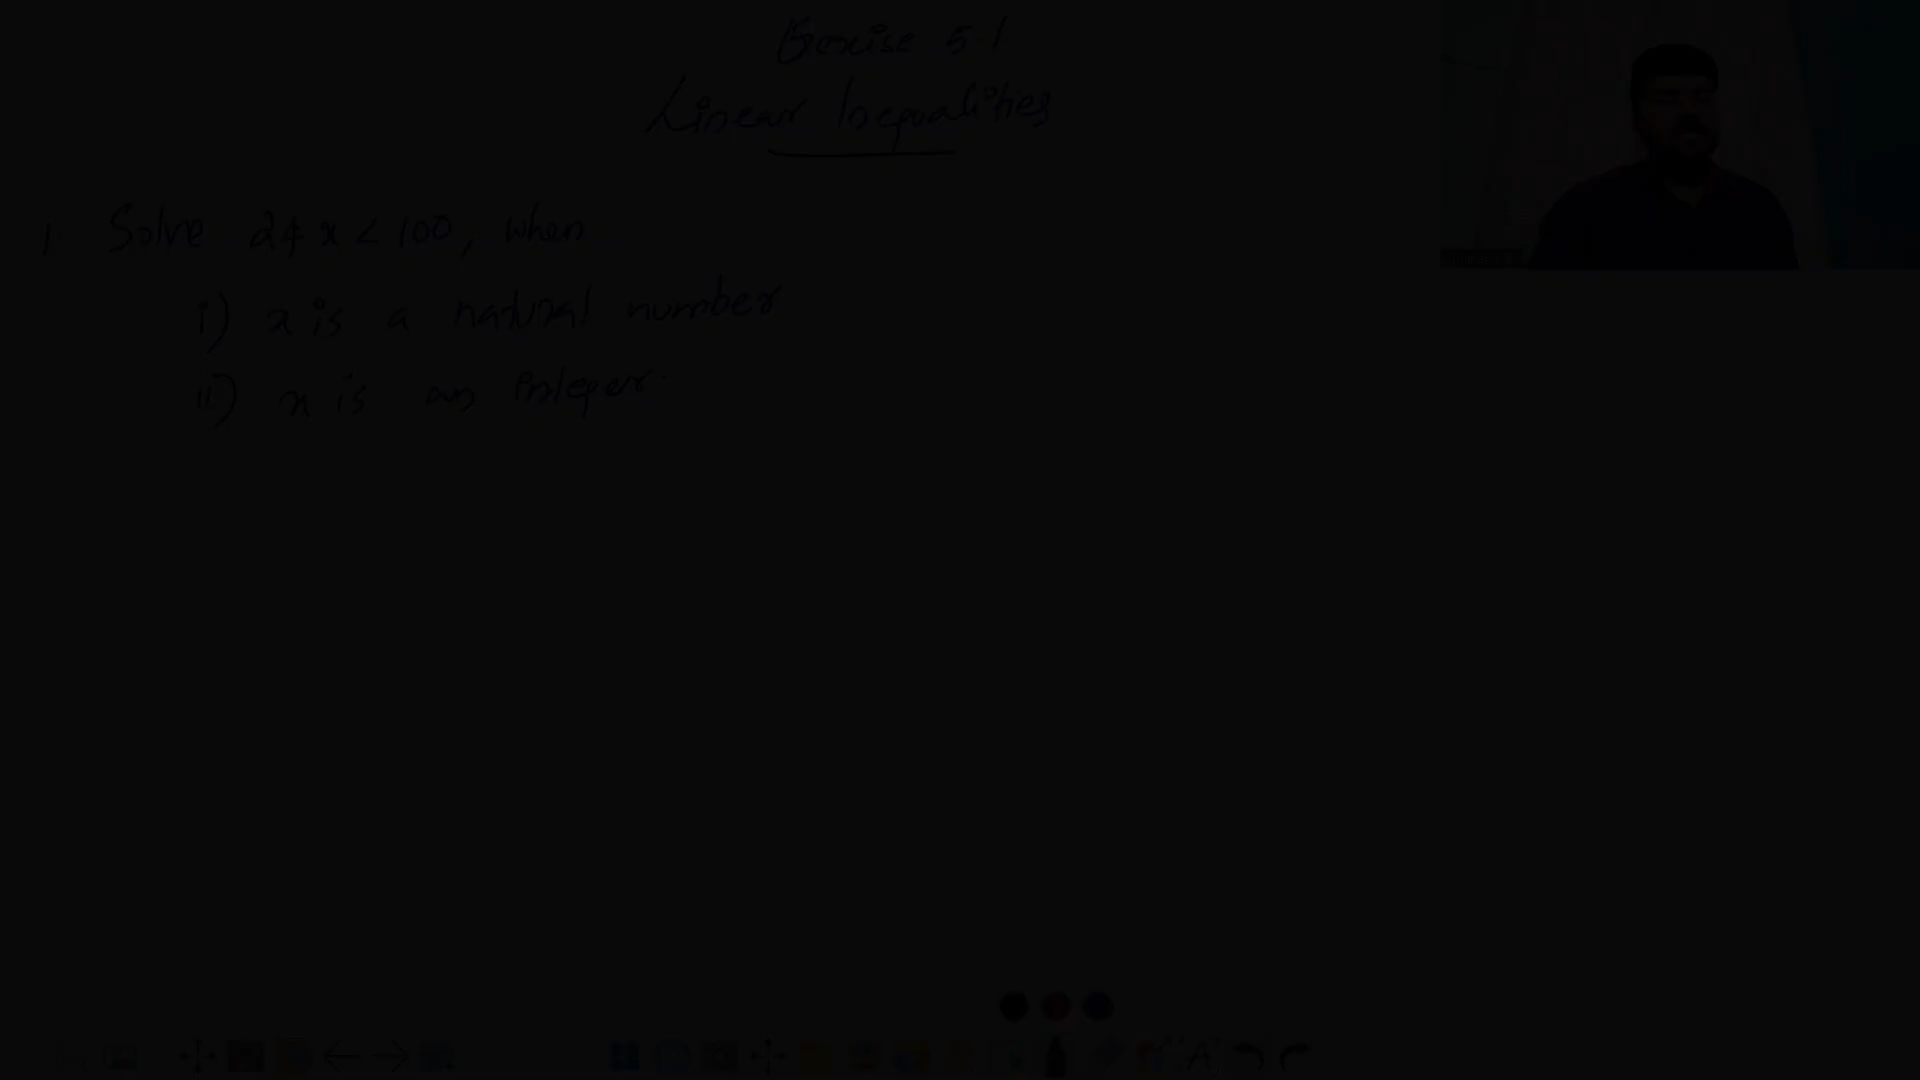 Exercise 5.1
Linear Inequalities
1. Solve 24x < 100, when
i) x is a natural number
ii) x is an integer.